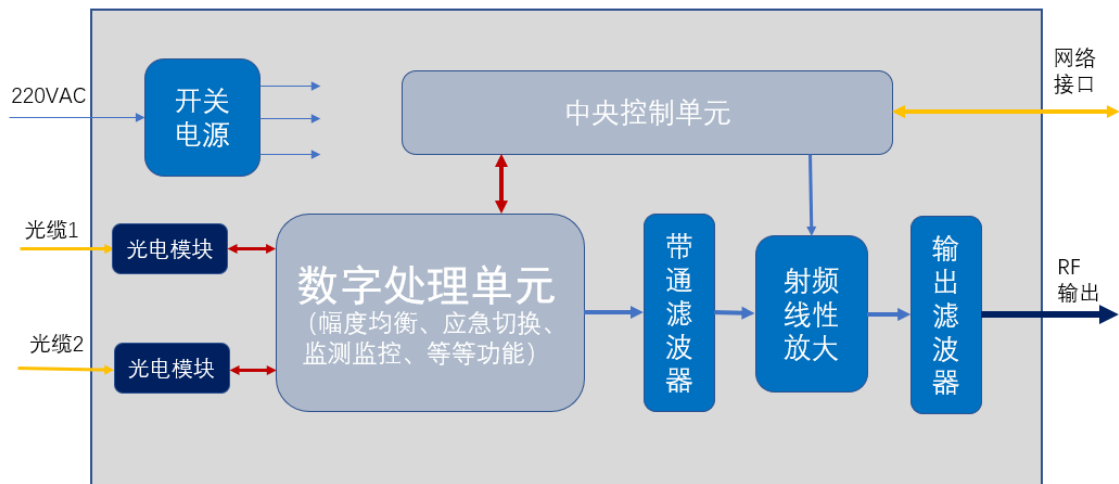 220VAC
开关
电源
中央控制单元
网络
接口
光缆1
光电模块
光缆2
光电模块
数字处理单元
（幅度均衡、应急切换、
监测监控、等等功能）
带
通
滤
波
器
射频
线性
放大
输
出
滤
波
器
RF
输出